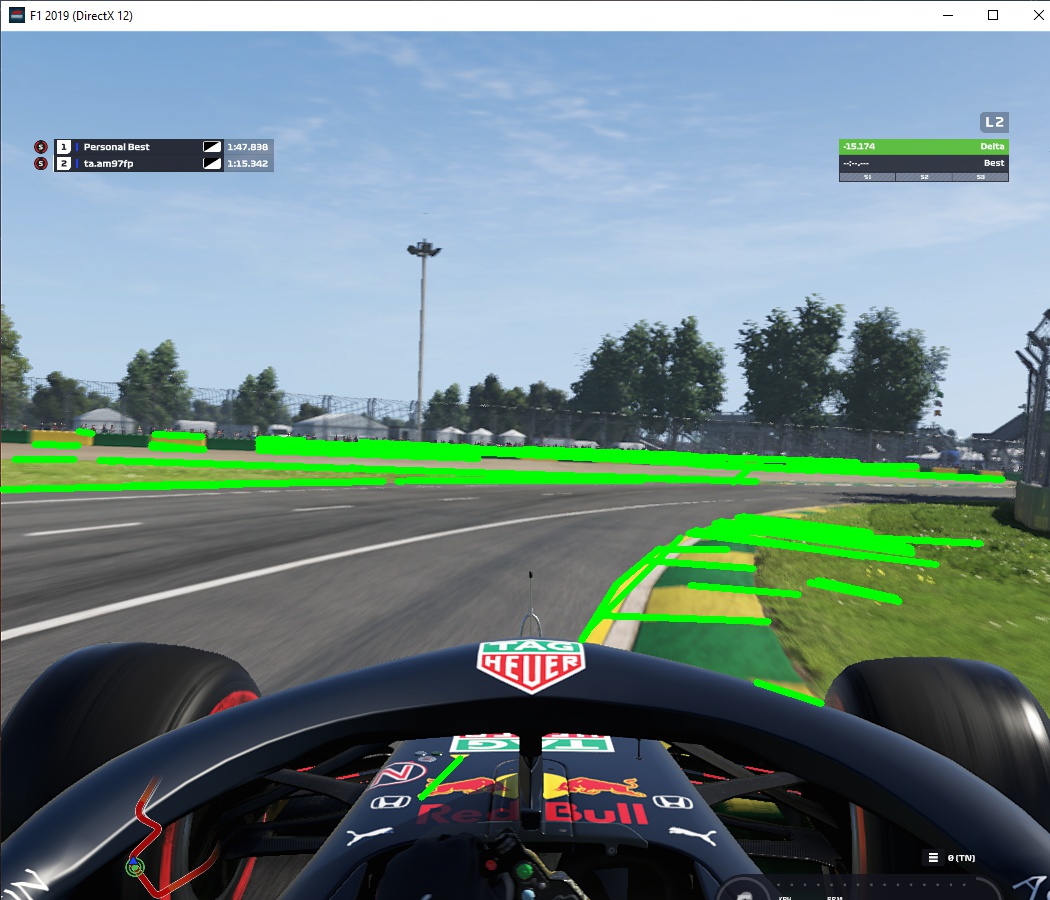 F1 2019 (DirectX 12)
L2
S 1 Personal Best 1:47.838
S 2 ta.am97fp 1:15.342
-15.174 Delta
--:--.--- Best
S1 S2 S3
TAG
HEUER
TAG
Red Bull
0 (TN)